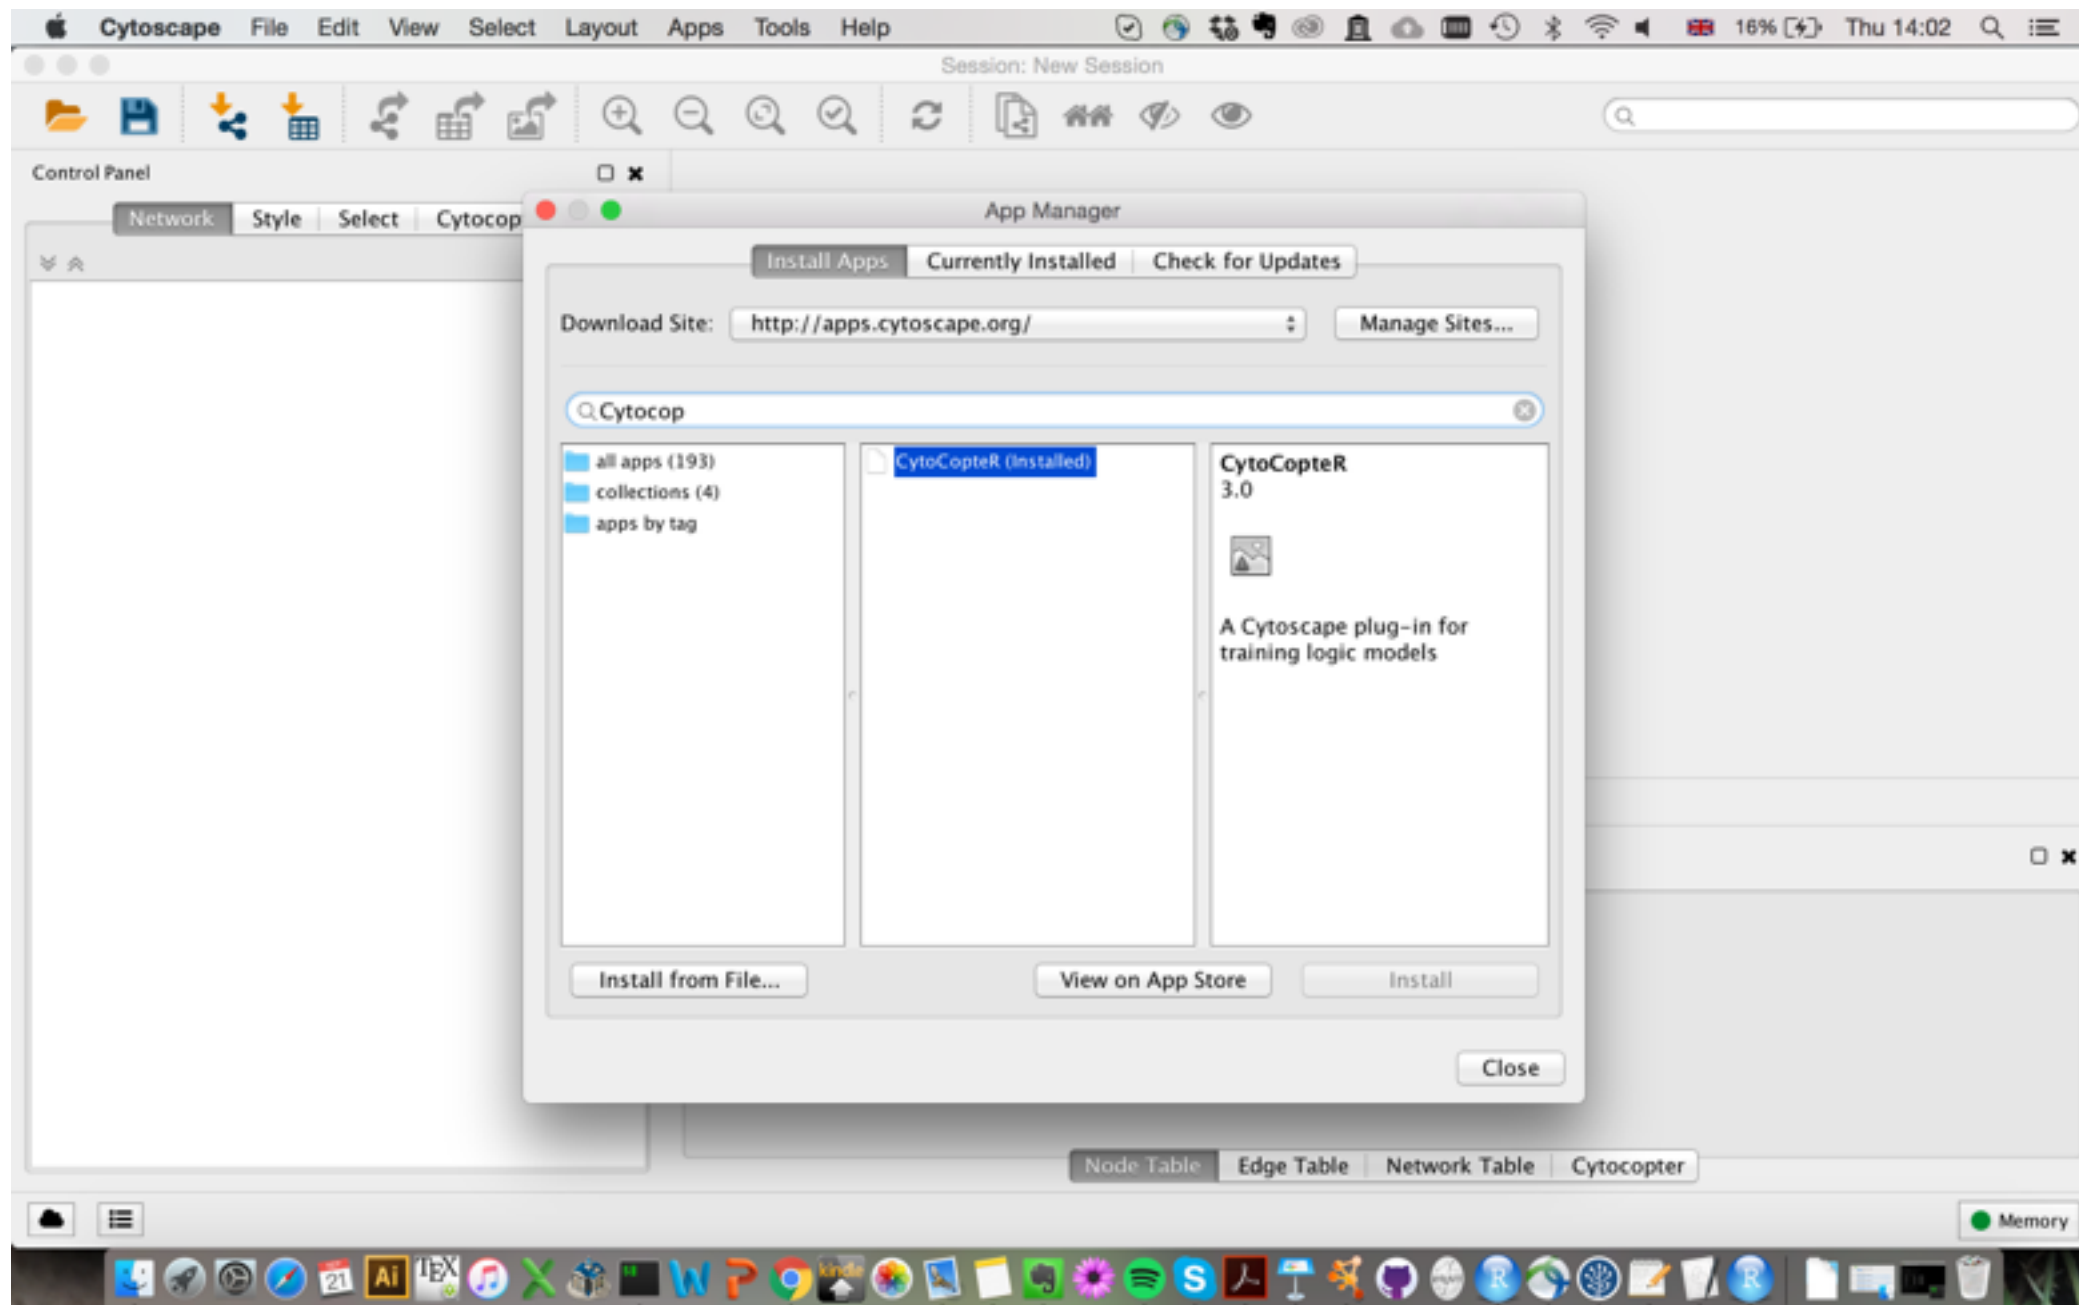 Cytoscape File Edit View Select Layout Apps Tools Help 16% Thu 14:02
Session: New Session
Control Panel
Network Style Select Cytocop
App Manager
Install Apps Currently Installed Check for Updates
Download Site: http://apps.cytoscape.org/ Manage Sites...
Cytocop
all apps (193)
collections (4)
apps by tag
CytoCopteR (Installed)
CytoCopteR
3.0
A Cytoscape plug-in for
training logic models
Install from File... View on App Store Install
Close
Node Table Edge Table Network Table Cytocopter
Memory
21 Ai TEX kindle